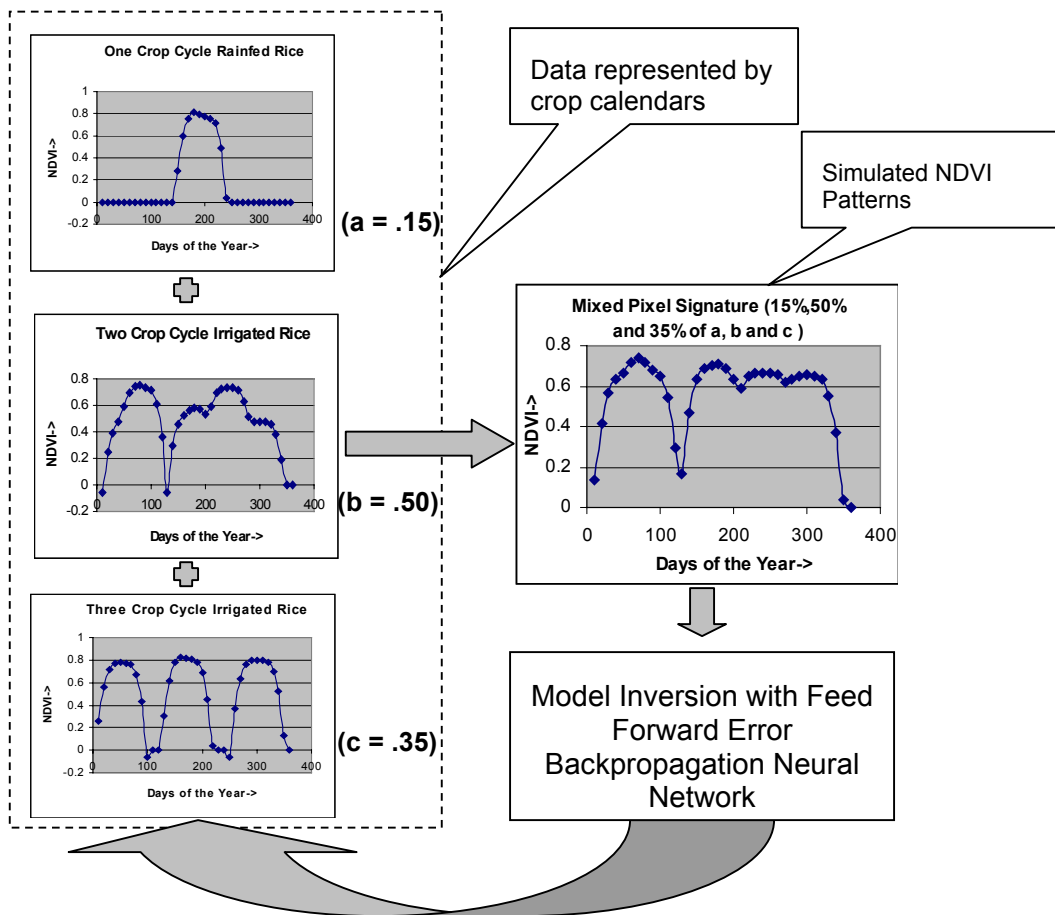 One Crop Cycle Rainfed Rice
1
0.8
0.6
0.4
0.2
0
-0.2
0 100 200 300 400
NDVI->
Days of the Year->
(a = .15)
Two Crop Cycle Irrigated Rice
0.8
0.6
0.4
0.2
0
-0.2
0 100 200 300 400
NDVI->
Days of the Year->
(b = .50)
Three Crop Cycle Irrigated Rice
1
0.8
0.6
0.4
0.2
0
-0.2
0 100 200 300 400
NDVI->
Days of the Year->
(c = .35)
Data represented by
crop calendars
Simulated NDVI
Patterns
Mixed Pixel Signature (15%,50%
and 35% of a, b and c )
0.8
0.6
0.4
0.2
0
0 100 200 300 400
NDVI->
Days of the Year->
Model Inversion with Feed
Forward Error
Backpropagation Neural
Network